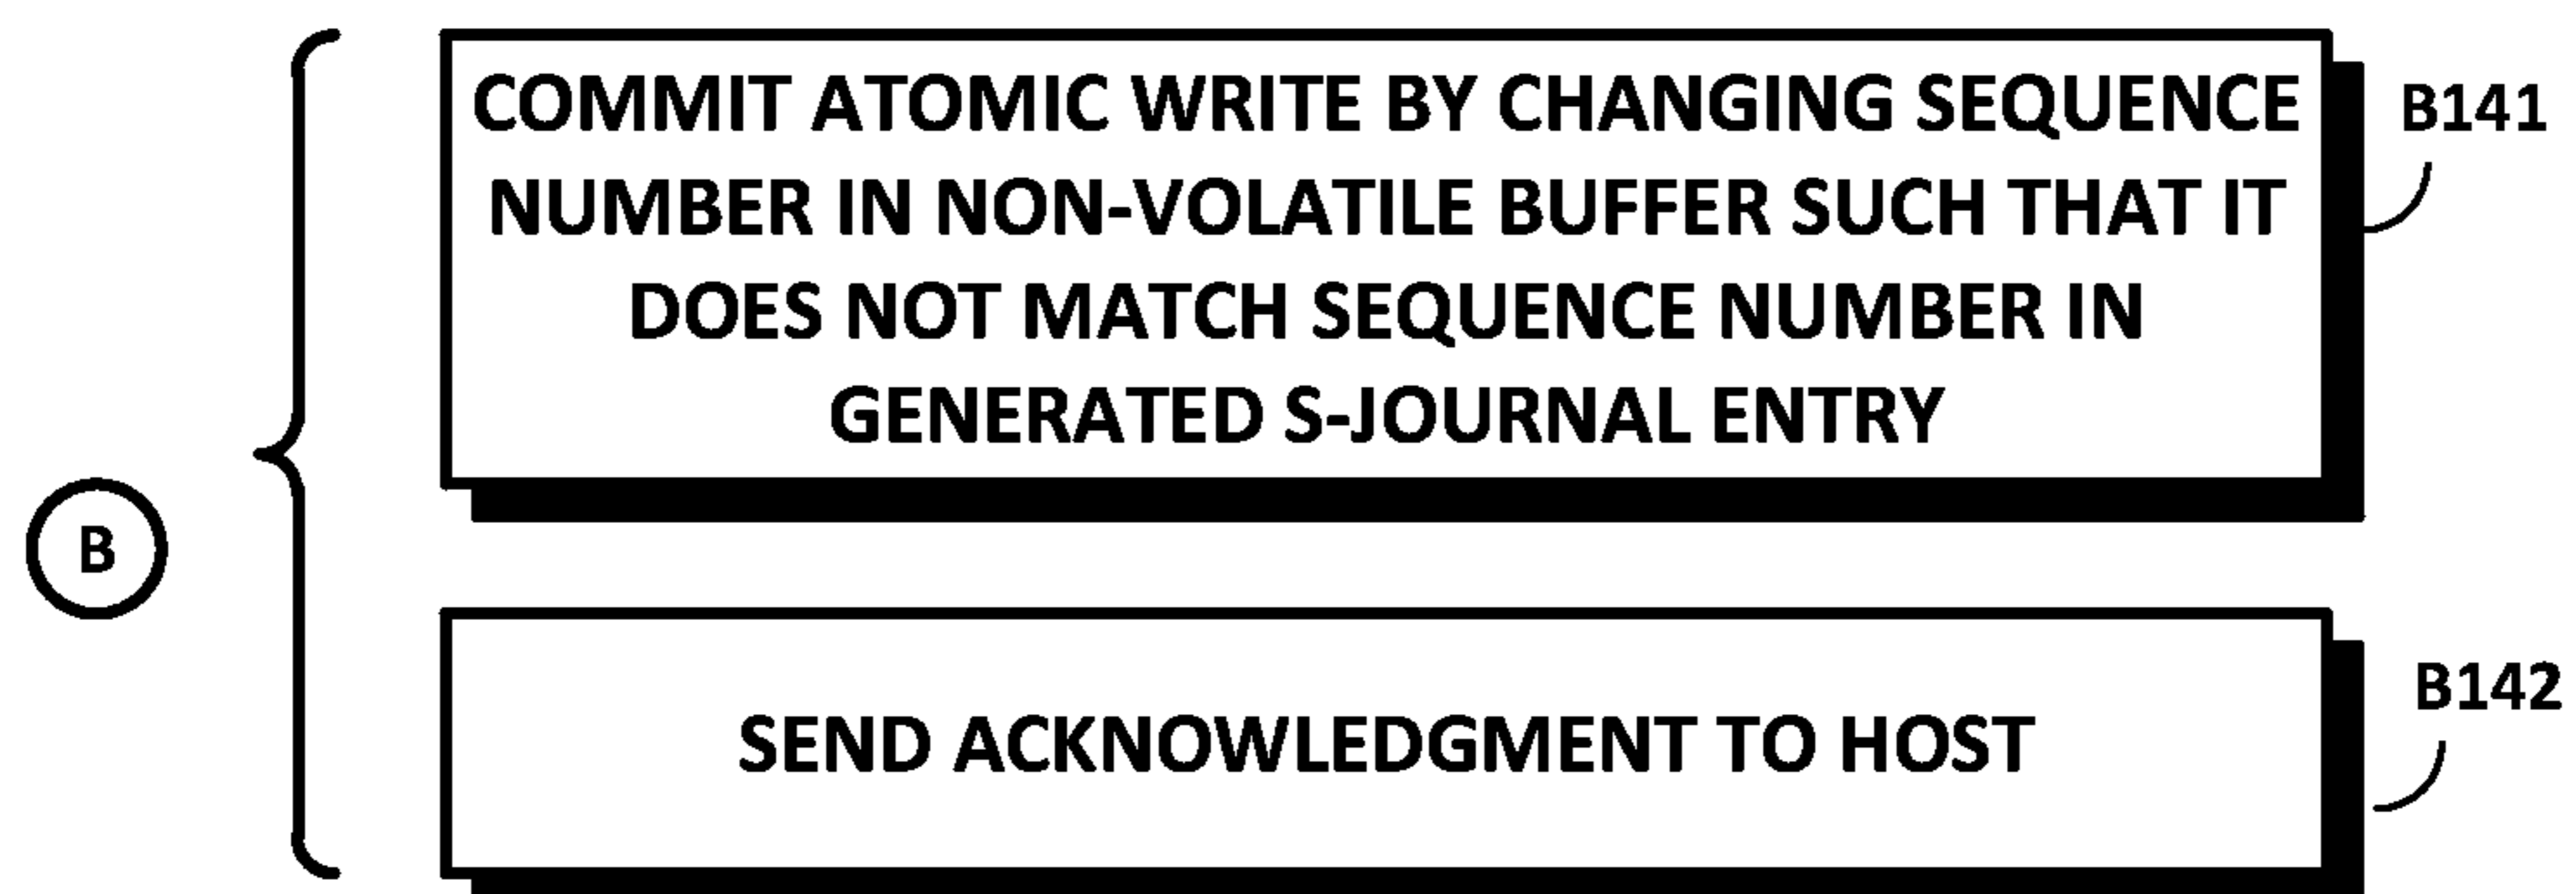 COMMIT ATOMIC WRITE BY CHANGING SEQUENCE
NUMBER IN NON-VOLATILE BUFFER SUCH THAT IT
DOES NOT MATCH SEQUENCE NUMBER IN
GENERATED S-JOURNAL ENTRY
B141
B
SEND ACKNOWLEDGMENT TO HOST
B142